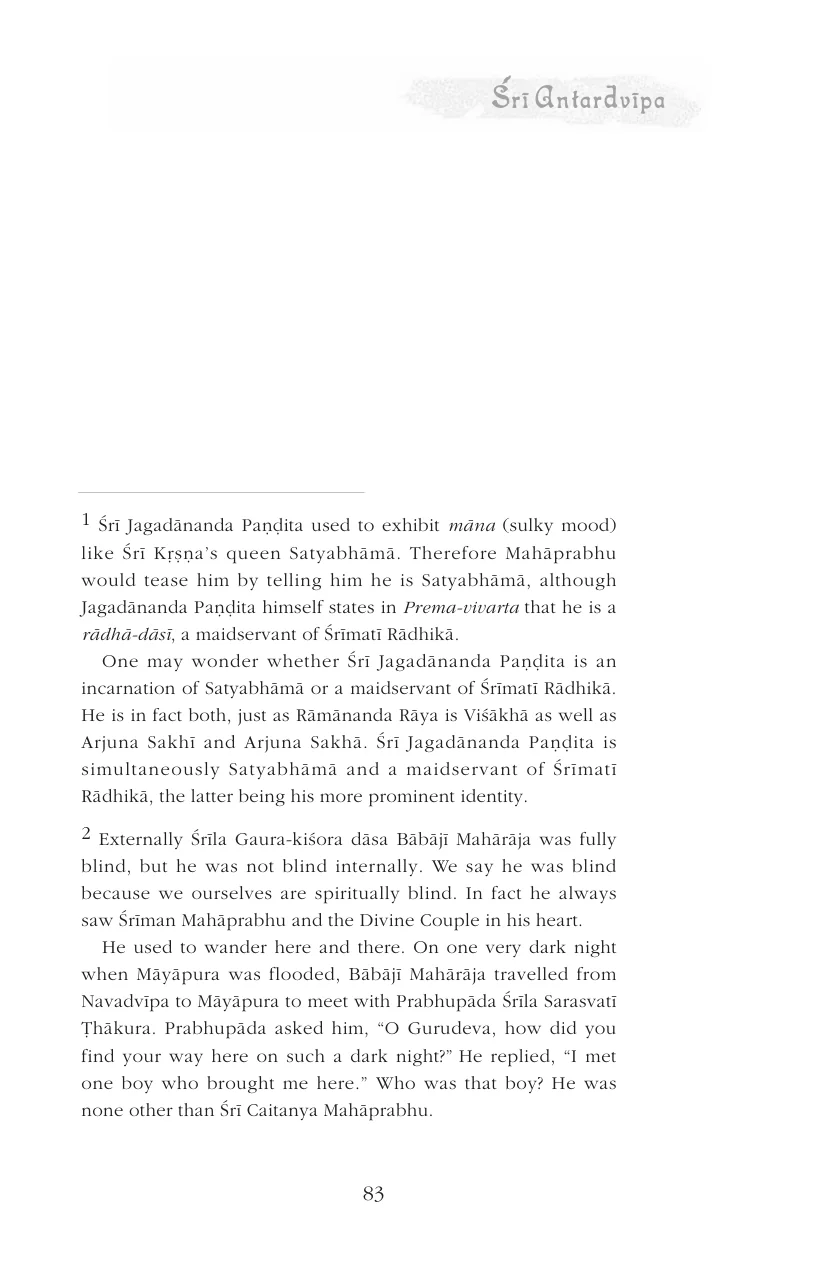 Śrī Antardvīpa
1 Śrī Jagadānanda Paṇḍita used to exhibit māna (sulky mood)
like Śrī Kṛṣṇa’s queen Satyabhāmā. Therefore Mahāprabhu
would tease him by telling him he is Satyabhāmā, although
Jagadānanda Paṇḍita himself states in Prema-vivarta that he is a
rādhā-dāsī, a maidservant of Śrīmatī Rādhikā.
One may wonder whether Śrī Jagadānanda Paṇḍita is an
incarnation of Satyabhāmā or a maidservant of Śrīmatī Rādhikā.
He is in fact both, just as Rāmānanda Rāya is Viśākhā as well as
Arjuna Sakhī and Arjuna Sakhā. Śrī Jagadānanda Paṇḍita is
simultaneously Satyabhāmā and a maidservant of Śrīmatī
Rādhikā, the latter being his more prominent identity.
2 Externally Śrīla Gaura-kiśora dāsa Bābājī Mahārāja was fully
blind, but he was not blind internally. We say he was blind
because we ourselves are spiritually blind. In fact he always
saw Śrīman Mahāprabhu and the Divine Couple in his heart.
He used to wander here and there. On one very dark night
when Māyāpura was flooded, Bābājī Mahārāja travelled from
Navadvīpa to Māyāpura to meet with Prabhupāda Śrīla Sarasvatī
Ṭhākura. Prabhupāda asked him, “O Gurudeva, how did you
find your way here on such a dark night?” He replied, “I met
one boy who brought me here.” Who was that boy? He was
none other than Śrī Caitanya Mahāprabhu.
83